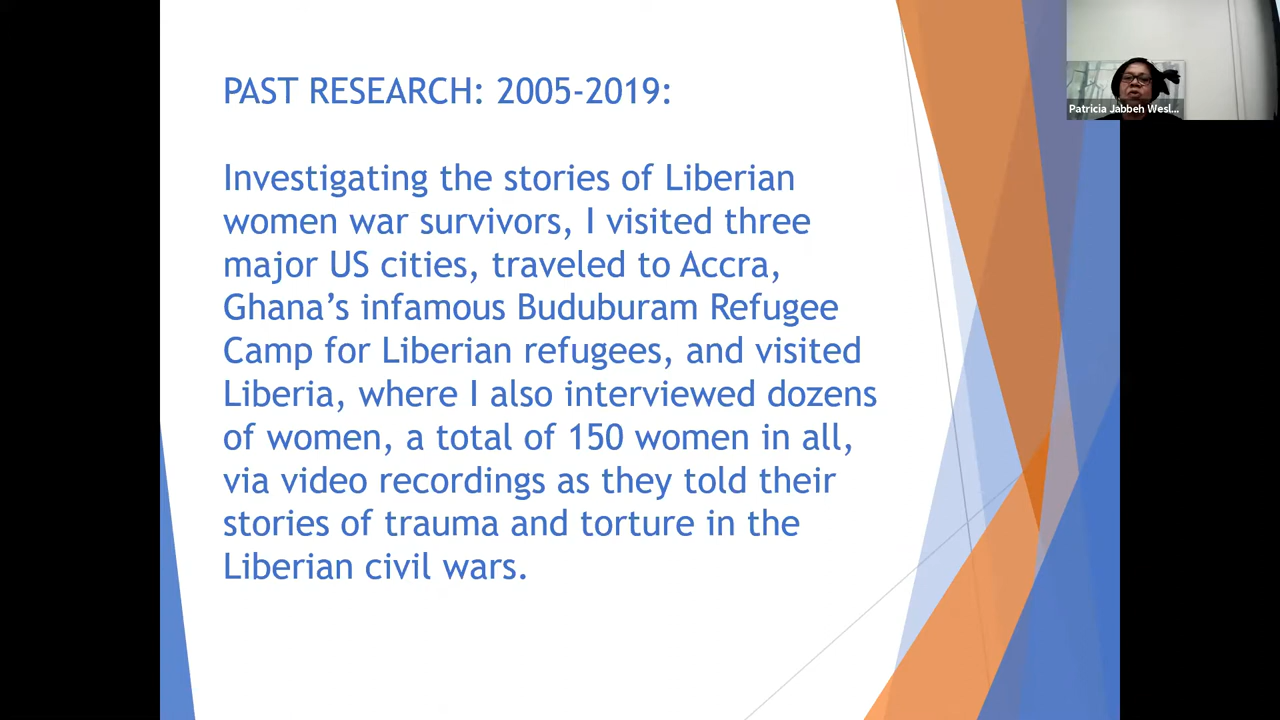 PAST RESEARCH: 2005-2019:
Investigating the stories of Liberian
women war survivors, I visited three
major US cities, traveled to Accra,
Ghana’s infamous Buduburam Refugee
Camp for Liberian refugees, and visited
Liberia, where I also interviewed dozens
of women, a total of 150 women in all,
via video recordings as they told their
stories of trauma and torture in the
Liberian civil wars.
Patricia Jabbeh Wesl...